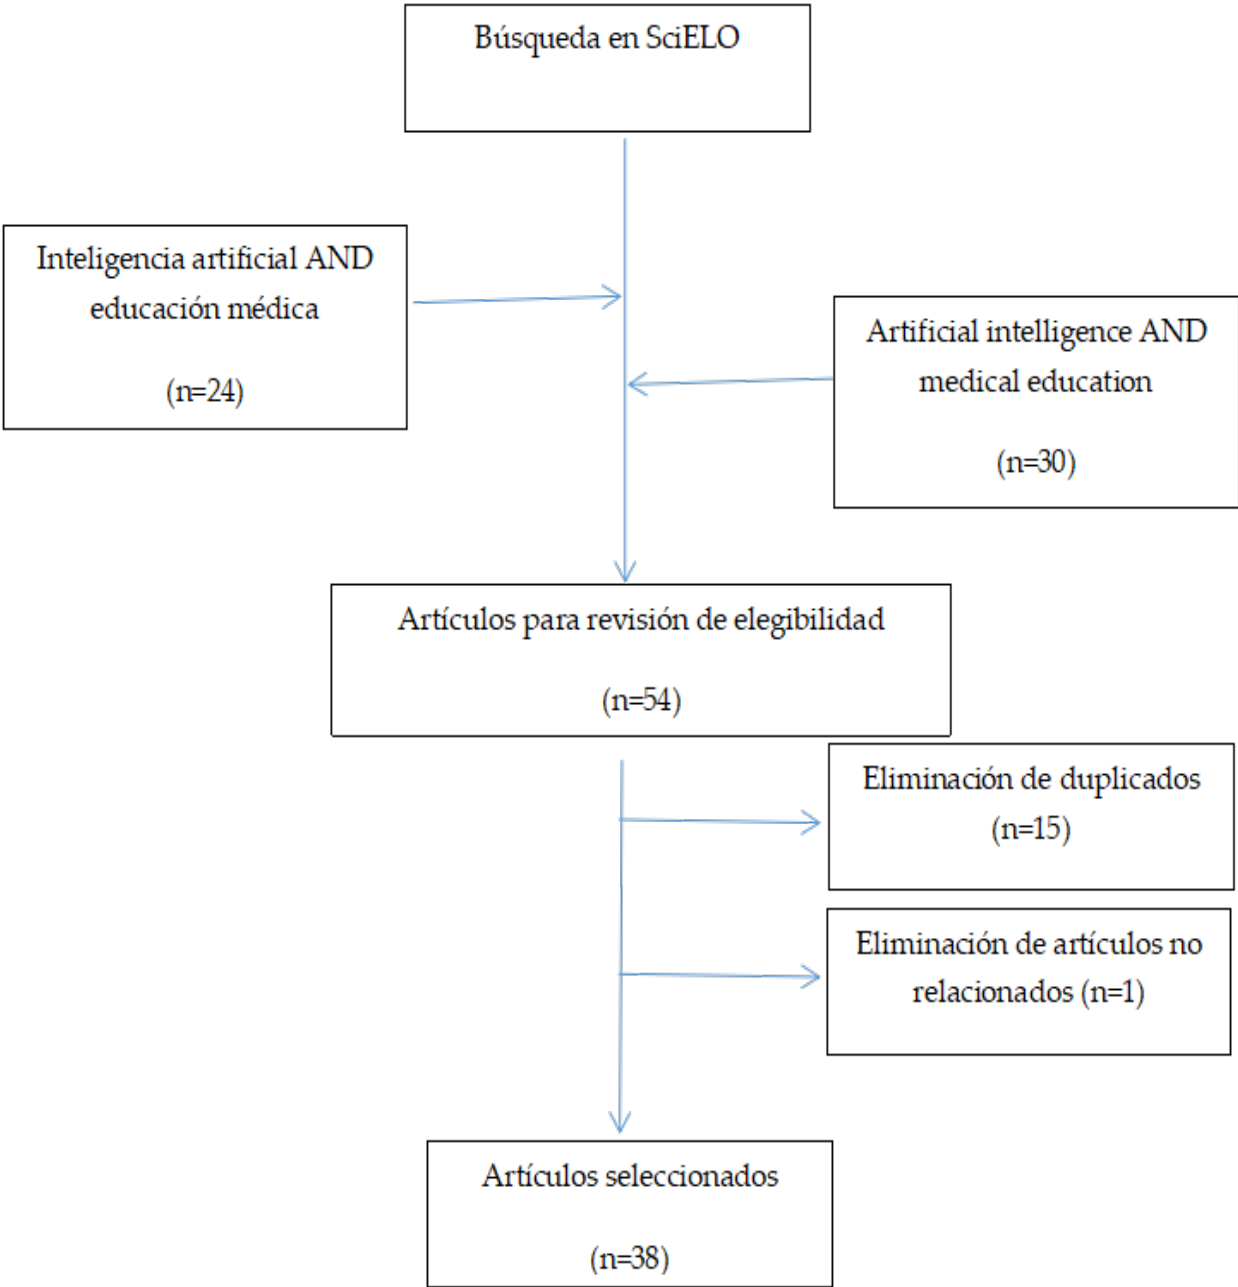 Búsqueda en SciELO
Inteligencia artificial AND
educación médica
(n=24)
Artificial intelligence AND
medical education
(n=30)
Artículos para revisión de elegibilidad
(n=54)
Eliminación de duplicados
(n=15)
Eliminación de artículos no
relacionados (n=1)
Artículos seleccionados
(n=38)